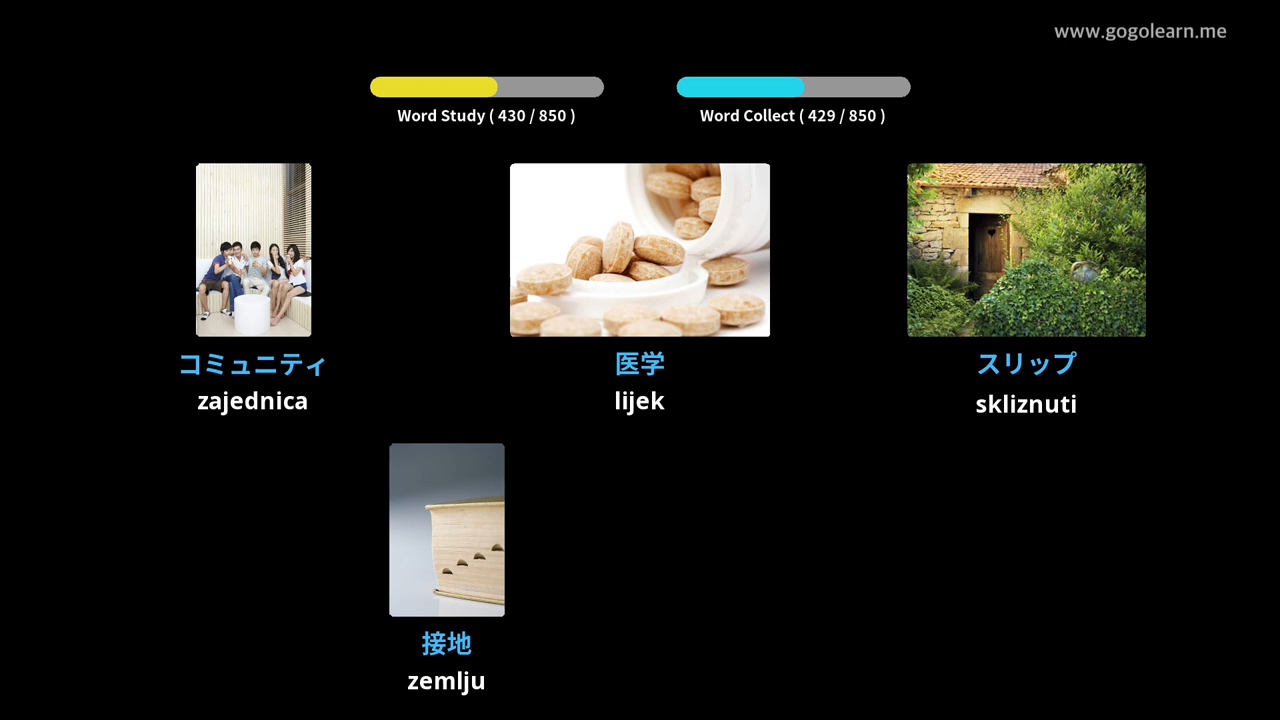 www.gogolearn.me
Word Study ( 430 / 850 )
Word Collect ( 429 / 850 )
コミュニティ
zajednica
医学
lijek
スリップ
skliznuti
接地
zemlju